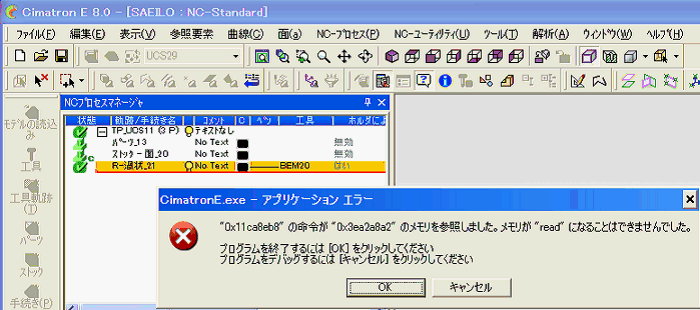 Cimatron E 8.0 - [SAEILO : NC-Standard]
ファイル(F) 編集(E) 表示(V) 参照要素 曲線(C) 面(a) NC-プロセス(P) NC-ユーティリティ(U) ツール(T) 解析(A) ウィンドウ(W) ヘルプ(H)
UCS29
NCプロセスマネージャ
状態 軌跡/手続き名 コメント C ペン 工具 ホルダによ
TP_UCS11 (3 P) テキストなし
パーツ_13 No Text 無効
ストック-面_20 No Text 無効
No Text BEM20 はい
モデルの読込み
工具
工具軌跡(T)
パーツ
ストック
手続き(P)
CimatronE.exe - アプリケーション エラー
"0x11ca8eb8" の命令が "0x3ea2a8a2" のメモリを参照しました。メモリが "read" になることはできませんでした。
プログラムを終了するには [OK] をクリックしてください
プログラムをデバッグするには [キャンセル] をクリックしてください
OK キャンセル